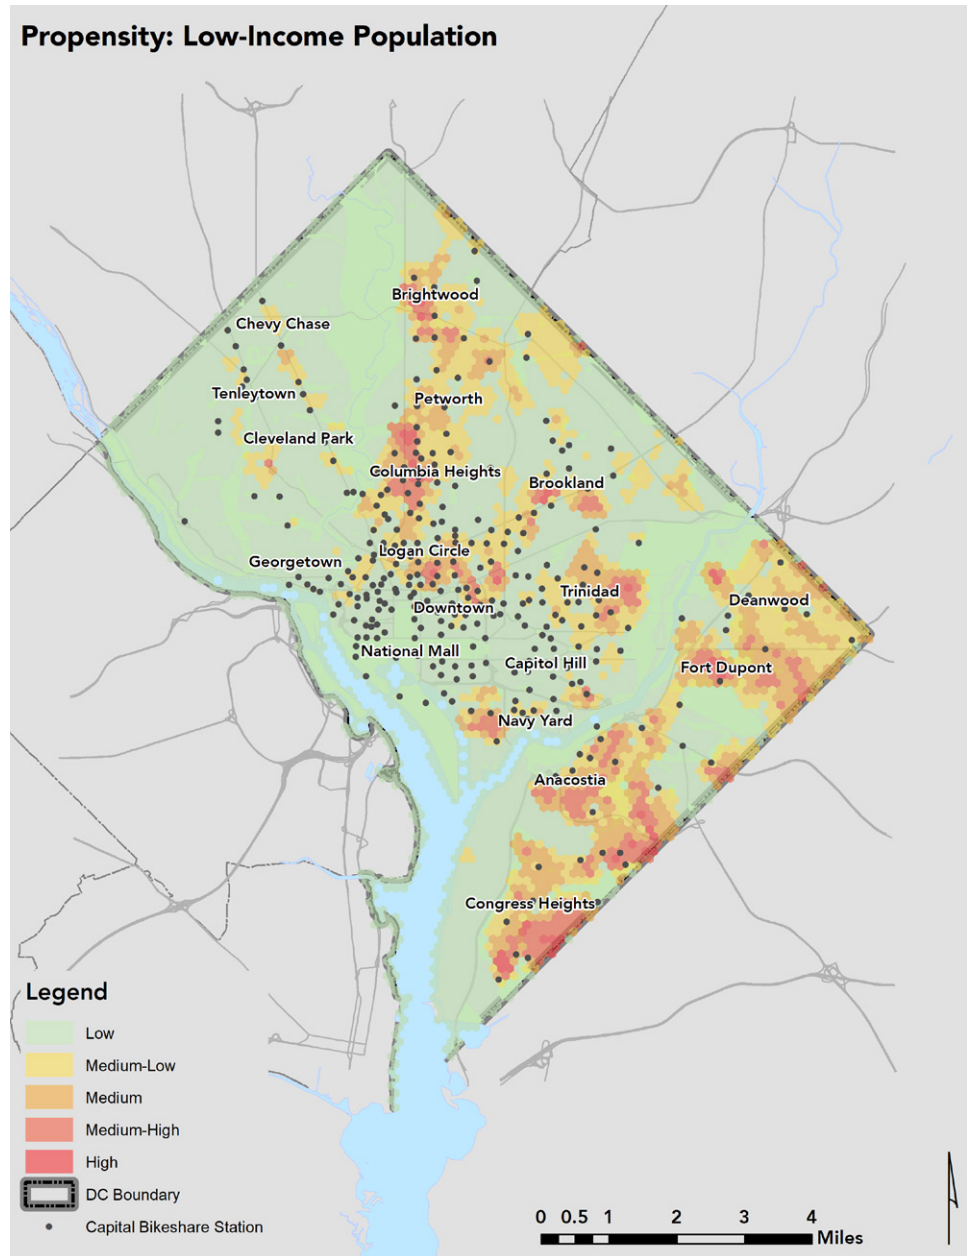 Propensity: Low-Income Population
Brightwood
Chevy Chase
Tenleytown
Petworth
Cleveland Park
Columbia Heights
Brookland
Logan Circle
Georgetown
Trinidad
Deanwood
Downtown
National Mall
Capitol Hill
Fort Dupont
Navy Yard
Anacostia
Congress Heights
Legend
Low
Medium-Low
Medium
Medium-High
High
DC Boundary
Capital Bikeshare Station
0 0.5 1 2 3 4
Miles